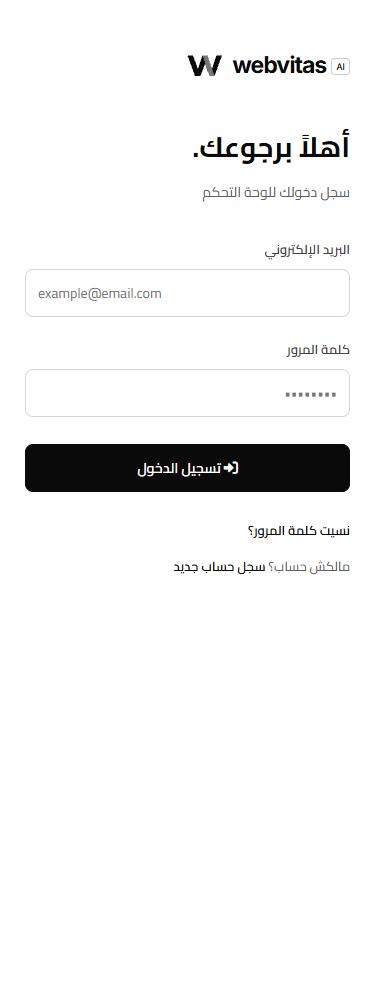 webvitas AI
أهلاً برجوعك.
سجل دخولك للوحة التحكم
البريد الإلكتروني
example@email.com
كلمة المرور
تسجيل الدخول
نسيت كلمة المرور؟
مالكش حساب؟ سجل حساب جديد